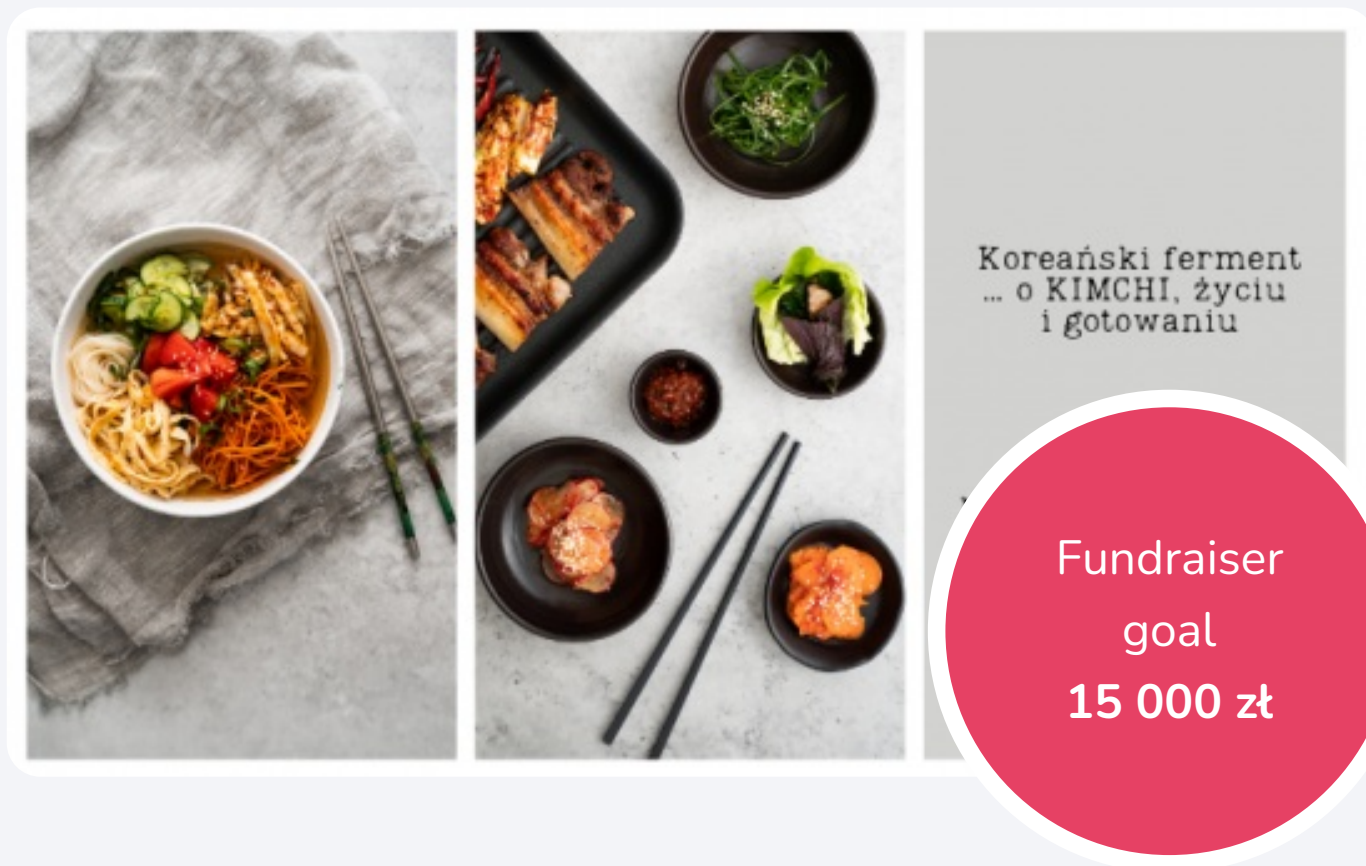 Koreański ferment
... o KIMCHI, życiu
i gotowaniu
Fundraiser
goal
15 000 zł